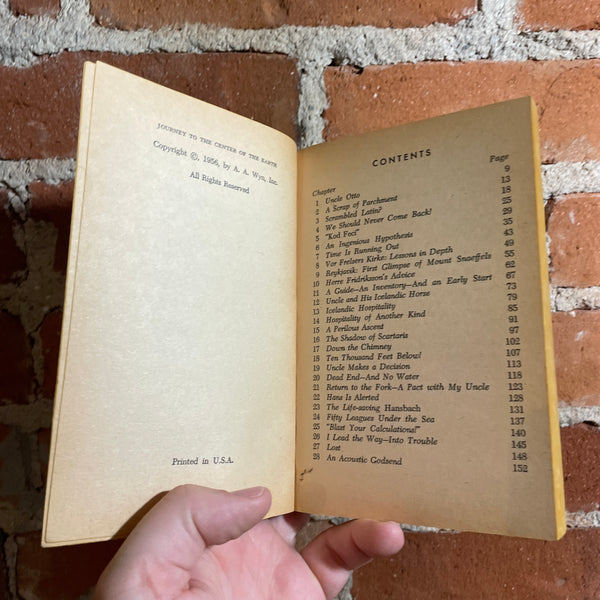 JOURNEY TO THE CENTER OF THE EARTH
Copyright ©, 1956, by A. A. Wyn, Inc.
All Rights Reserved
Printed in U.S.A.
CONTENTS
Chapter Page
1 Uncle Otto 9
2 A Scrap of Parchment 13
3 Scrambled Latin? 18
4 We Should Never Come Back! 25
5 "Kod Feci" 29
6 An Ingenious Hypothesis 35
7 Time Is Running Out 43
8 Vor Frelsers Kirke: Lessons in Depth 49
9 Reykjavik: First Glimpse of Mount Snaeffels 55
10 Herre Fridriksson's Advice 62
11 A Guide—An Inventory—And an Early Start 67
12 Uncle and His Icelandic Horse 73
13 Icelandic Hospitality 79
14 Hospitality of Another Kind 85
15 A Perilous Ascent 91
16 The Shadow of Scartaris 97
17 Down the Chimney 102
18 Ten Thousand Feet Below! 107
19 Uncle Makes a Decision 113
20 Dead End—And No Water 118
21 Return to the Fork—A Pact with My Uncle 123
22 Hans Is Alerted 128
23 The Life-saving Hansbach 131
24 Fifty Leagues Under the Sea 137
25 "Blast Your Calculations!" 140
26 I Lead the Way—Into Trouble 145
27 Lost 148
28 An Acoustic Godsend 152